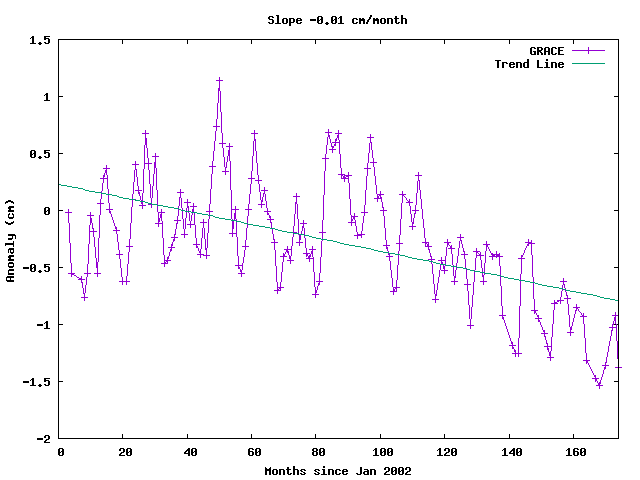 Slope -0.01 cm/month
1.5
GRACE
Trend Line
1
0.5
0
Anomaly (cm)
-0.5
-1
-1.5
-2
0 20 40 60 80 100 120 140 160
Months since Jan 2002